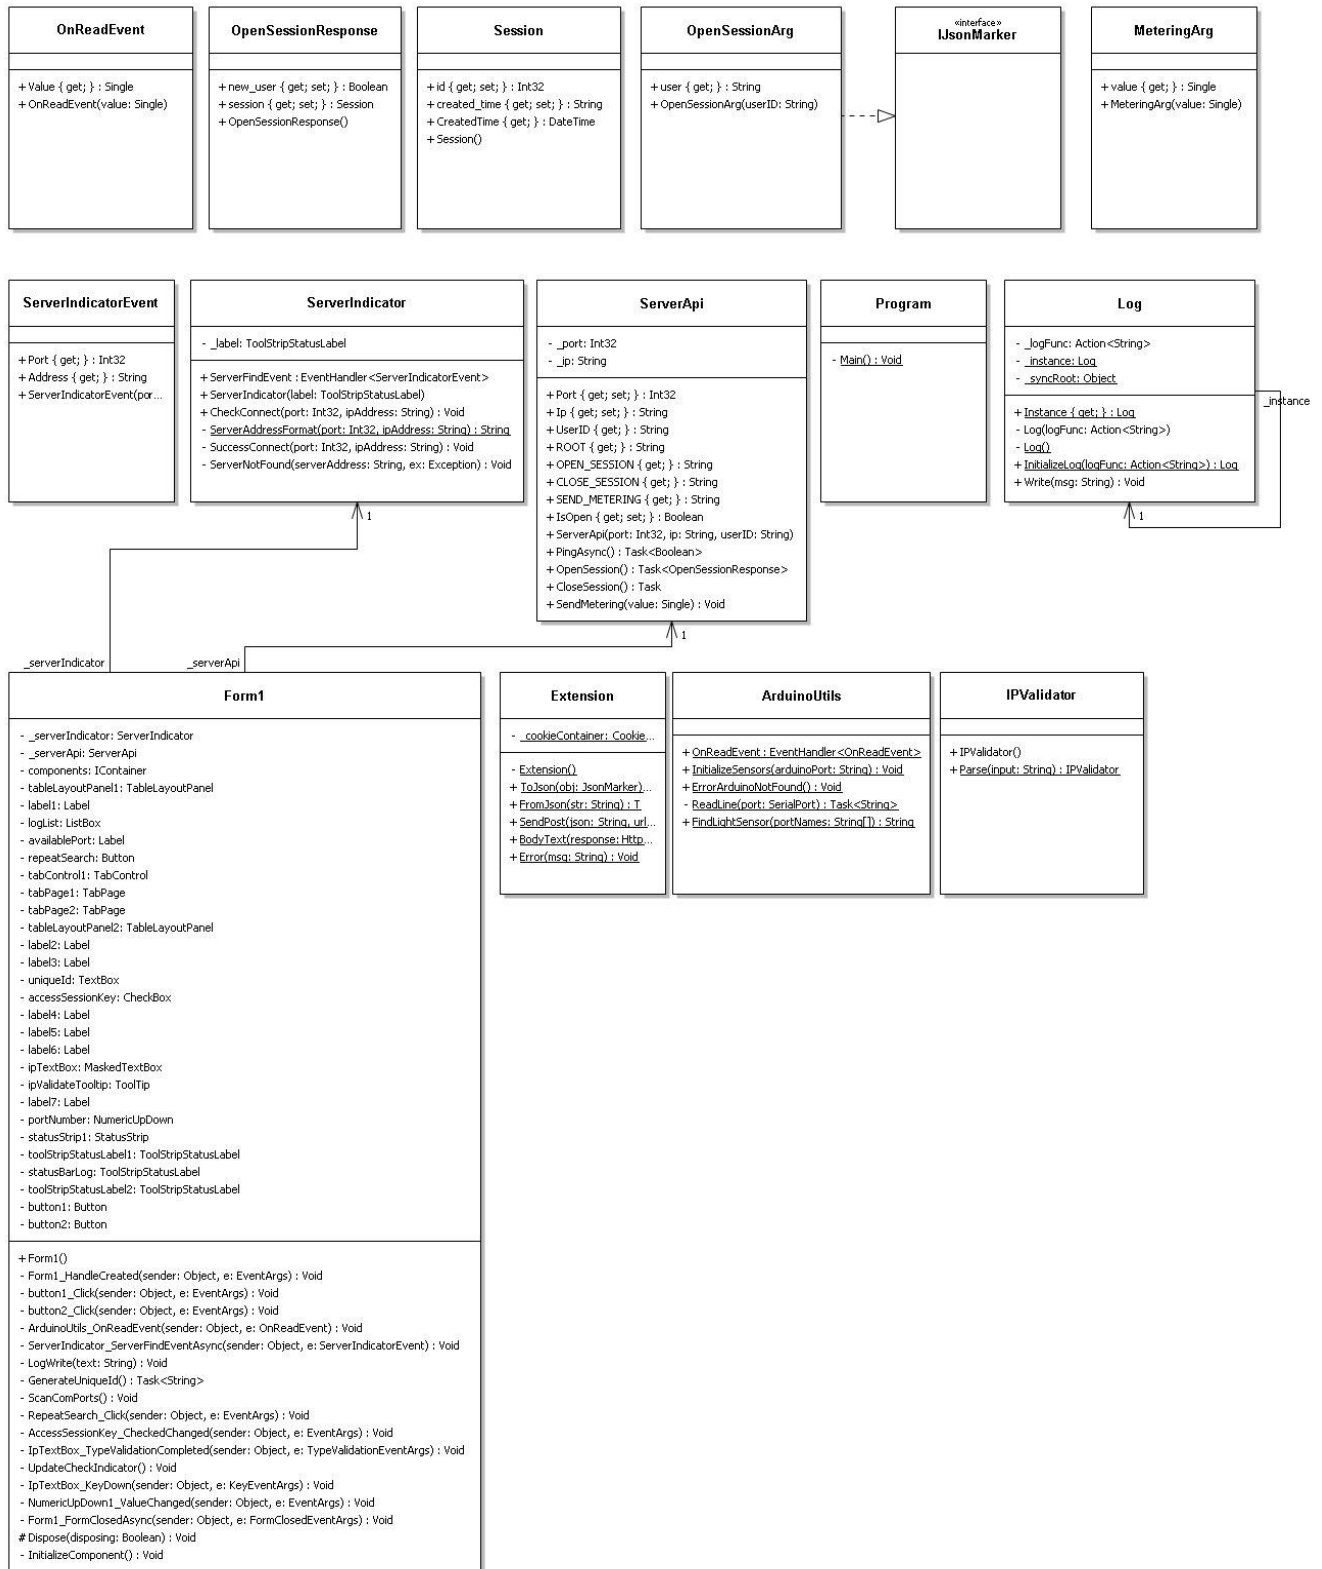 OnReadEvent
+ Value { get; } : Single
+ OnReadEvent(value: Single)
OpenSessionResponse
+ new_user { get; set; } : Boolean
+ session { get; set; } : Session
+ OpenSessionResponse()
Session
+ id { get; set; } : Int32
+ created_time { get; set; } : String
+ CreatedTime { get; } : DateTime
+ Session()
OpenSessionArg
+ user { get; } : String
+ OpenSessionArg(userID: String)
«interface»
IJsonMarker
MeteringArg
+ value { get; } : Single
+ MeteringArg(value: Single)
ServerIndicatorEvent
+ Port { get; } : Int32
+ Address { get; } : String
+ ServerIndicatorEvent(por...
ServerIndicator
- _label: ToolStripStatusLabel
+ ServerFindEvent : EventHandler<ServerIndicatorEvent>
+ ServerIndicator(label: ToolStripStatusLabel)
+ CheckConnect(port: Int32, ipAddress: String) : Void
- ServerAddressFormat(port: Int32, ipAddress: String) : String
- SuccessConnect(port: Int32, ipAddress: String) : Void
- ServerNotFound(serverAddress: String, ex: Exception) : Void
1
ServerApi
- _port: Int32
- _ip: String
+ Port { get; set; } : Int32
+ Ip { get; set; } : String
+ UserID { get; } : String
+ ROOT { get; } : String
+ OPEN_SESSION { get; } : String
+ CLOSE_SESSION { get; } : String
+ SEND_METERING { get; } : String
+ IsOpen { get; set; } : Boolean
+ ServerApi(port: Int32, ip: String, userID: String)
+ PingAsync() : Task<Boolean>
+ OpenSession() : Task<OpenSessionResponse>
+ CloseSession() : Task
+ SendMetering(value: Single) : Void
1
Program
- Main() : Void
Log
- _logFunc: Action<String>
- _instance: Log
- _syncRoot: Object
+ Instance { get; } : Log
- Log(logFunc: Action<String>)
- Log()
+ InitializeLog(logFunc: Action<String>) : Log
+ Write(msg: String) : Void
_instance
1
_serverIndicator
_serverApi
Form1
- _serverIndicator: ServerIndicator
- _serverApi: ServerApi
- components: IContainer
- tableLayoutPanel1: TableLayoutPanel
- label1: Label
- logList: ListBox
- availablePort: Label
- repeatSearch: Button
- tabControl1: TabControl
- tabPage1: TabPage
- tabPage2: TabPage
- tableLayoutPanel2: TableLayoutPanel
- label2: Label
- label3: Label
- uniqueId: TextBox
- accessSessionKey: CheckBox
- label4: Label
- label5: Label
- label6: Label
- ipTextBox: MaskedTextBox
- ipValidateTooltip: ToolTip
- label7: Label
- portNumber: NumericUpDown
- statusStrip1: StatusStrip
- toolStripStatusLabel1: ToolStripStatusLabel
- statusBarLog: ToolStripStatusLabel
- toolStripStatusLabel2: ToolStripStatusLabel
- button1: Button
- button2: Button
+ Form1()
- Form1_HandleCreated(sender: Object, e: EventArgs) : Void
- button1_Click(sender: Object, e: EventArgs) : Void
- button2_Click(sender: Object, e: EventArgs) : Void
- ArduinoUtils_OnReadEvent(sender: Object, e: OnReadEvent) : Void
- ServerIndicator_ServerFindEventAsync(sender: Object, e: ServerIndicatorEvent) : Void
- LogWrite(text: String) : Void
- GenerateUniqueId() : Task<String>
- ScanComPorts() : Void
- RepeatSearch_Click(sender: Object, e: EventArgs) : Void
- AccessSessionKey_CheckedChanged(sender: Object, e: EventArgs) : Void
- IpTextBox_TypeValidationCompleted(sender: Object, e: TypeValidationEventArgs) : Void
- UpdateCheckIndicator() : Void
- IpTextBox_KeyDown(sender: Object, e: KeyEventArgs) : Void
- NumericUpDown1_ValueChanged(sender: Object, e: EventArgs) : Void
- Form1_FormClosedAsync(sender: Object, e: FormClosedEventArgs) : Void
# Dispose(disposing: Boolean) : Void
- InitializeComponent() : Void
Extension
- _cookieContainer: Cookie...
- Extension()
+ ToJson(obj: JsonMarker)...
+ FromJson(str: String) : T
+ SendPost(json: String, url...
+ BodyText(response: Http...
+ Error(msg: String) : Void
ArduinoUtils
+ OnReadEvent : EventHandler<OnReadEvent>
+ InitializeSensors(arduinoPort: String) : Void
+ ErrorArduinoNotFound() : Void
- ReadLine(port: SerialPort) : Task<String>
+ FindLightSensor(portNames: String[]) : String
IPValidator
+ IPValidator()
+ Parse(input: String) : IPValidator